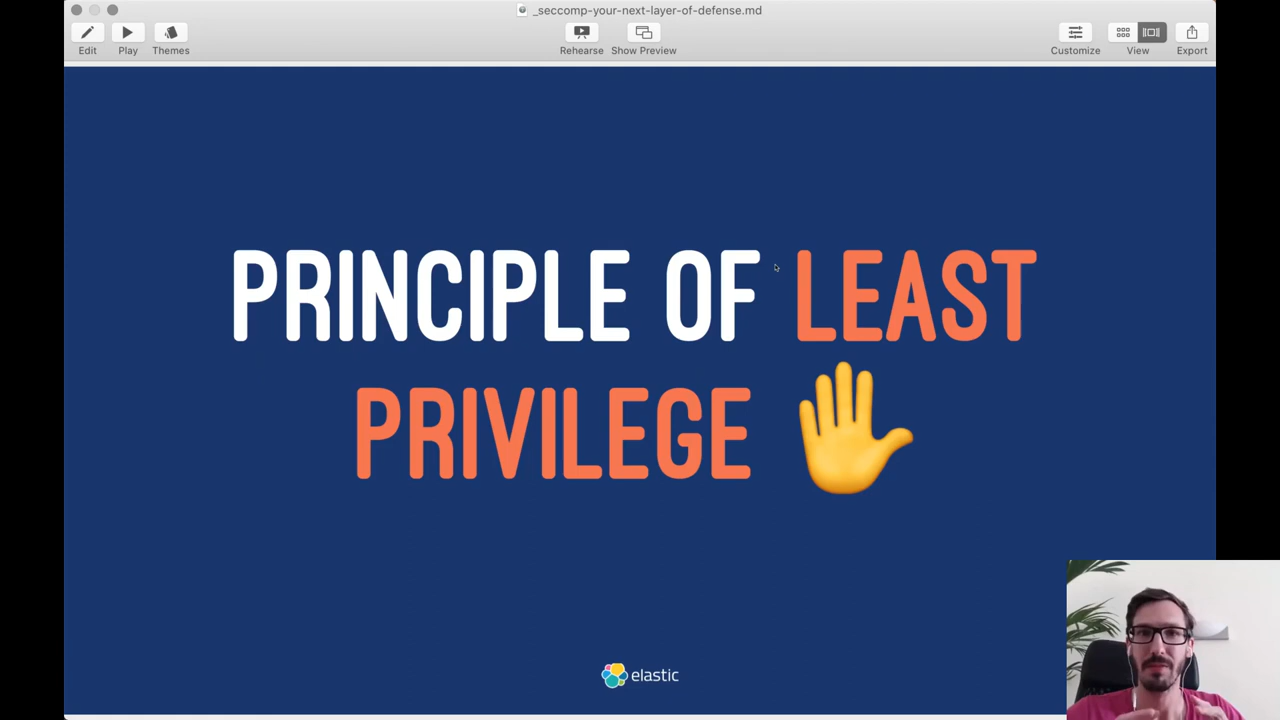 _seccomp-your-next-layer-of-defense.md
Edit
Play
Themes
Rehearse
Show Preview
Customize
View
Export
PRINCIPLE OF LEAST
PRIVILEGE
elastic